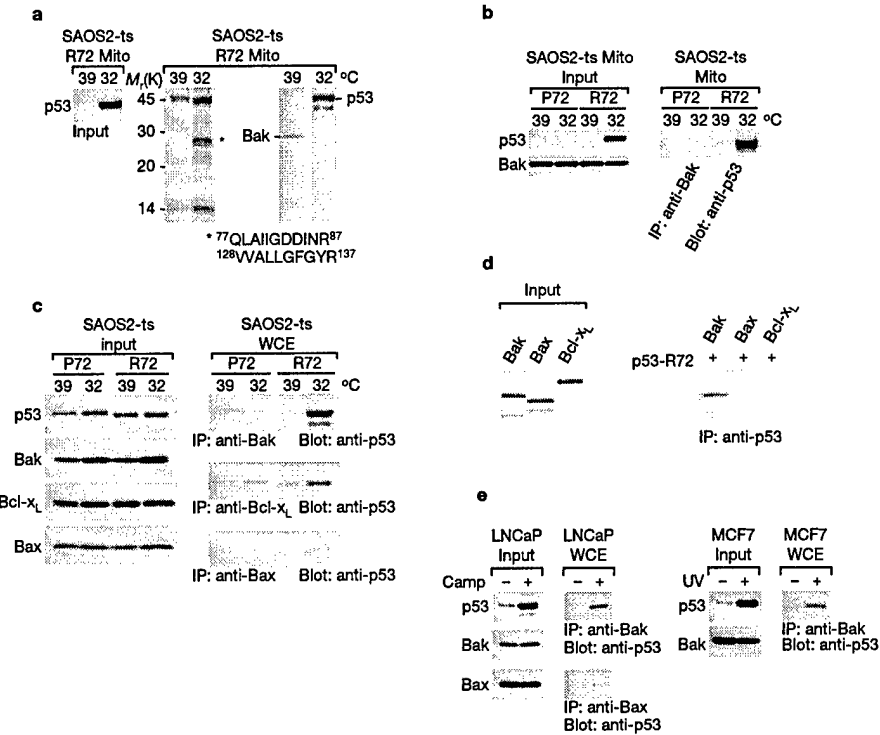 a
SAOS2-ts
R72 Mito
39 32
p53
Input
SAOS2-ts
R72 Mito
Mr(K) 39 32 39 32 ºC
45
30
20
14
*
Bak
p53
* 77QLAIIGDDINR87
128VVALLGFGYR137
b
SAOS2-ts Mito
Input
P72 R72
39 32 39 32
p53
Bak
SAOS2-ts
Mito
P72 R72
39 32 39 32 ºC
IP: anti-Bak
Blot: anti-p53
c
SAOS2-ts
input
P72 R72
39 32 39 32
p53
Bak
Bcl-xL
Bax
SAOS2-ts
WCE
P72 R72
39 32 39 32 ºC
IP: anti-Bak Blot: anti-p53
IP: anti-Bcl-xL Blot: anti-p53
IP: anti-Bax Blot: anti-p53
d
Input
Bak Bax Bcl-xL
Bak Bax Bcl-xL
p53-R72 + + +
IP: anti-p53
e
LNCaP
Input
LNCaP
WCE
Camp − + − +
p53
IP: anti-Bak
Blot: anti-p53
Bak
Bax
IP: anti-Bax
Blot: anti-p53
MCF7
Input
MCF7
WCE
UV − + − +
p53
Bak
IP: anti-Bak
Blot: anti-p53